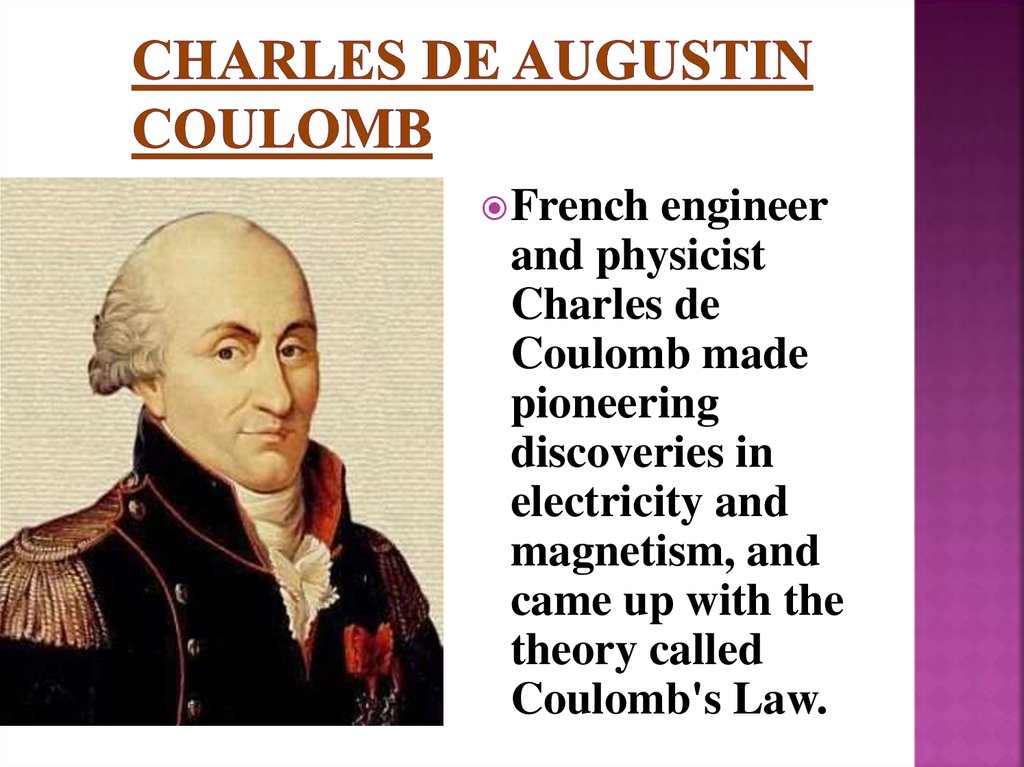 CHARLES DE AUGUSTIN
COULOMB
French engineer
and physicist
Charles de
Coulomb made
pioneering
discoveries in
electricity and
magnetism, and
came up with the
theory called
Coulomb's Law.